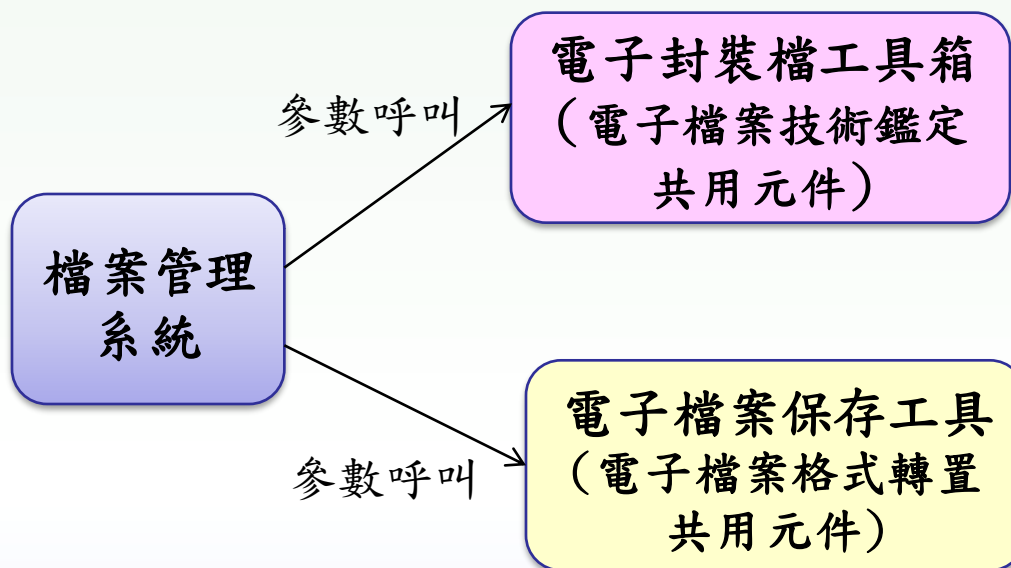 電子封裝檔工具箱
（電子檔案技術鑑定
共用元件）
參數呼叫
檔案管理
系統
參數呼叫
電子檔案保存工具
（電子檔案格式轉置
共用元件）